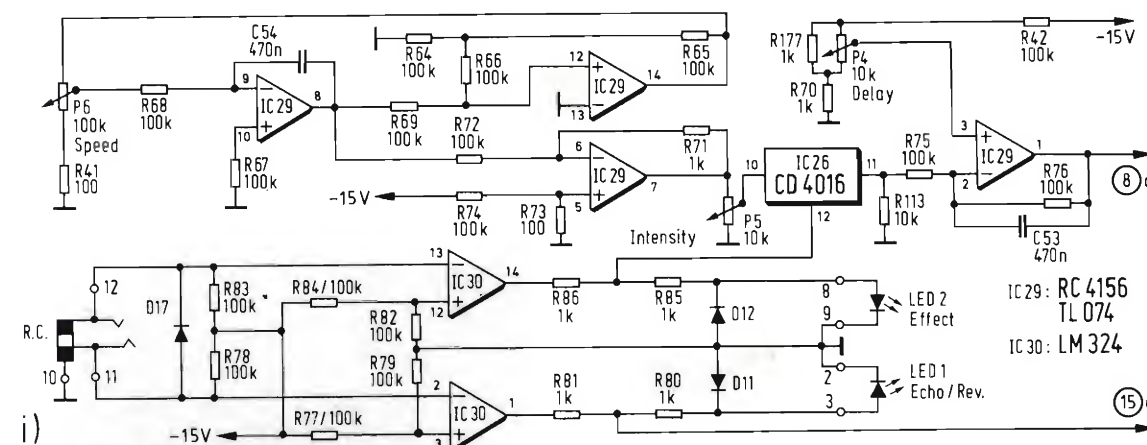 C54
470n
R64
100k
R66
100k
R65
100k
R177
1k
P4
10k
Delay
R42
100k
-15V
12
14
13
IC29
9
8
10
IC29
P6
100k
Speed
R68
100k
R70
1k
R69
100k
R72
100k
R71
1k
R41
100
R67
100k
6
7
5
IC29
10
IC26
CD 4016
11
12
R75
100k
3
1
2
IC29
R76
100k
8
-15V
R74
100k
R73
100
P5
10k
Intensity
R113
10k
C53
470n
13
14
12
IC30
12
R83
100k
R84/100k
D17
R.C.
R82
100k
R86
1k
R85
1k
D12
8
9
LED 2
Effect
IC29: RC 4156
TL 074
IC30: LM 324
10
11
R78
100k
R79
100k
2
1
3
IC30
R81
1k
R80
1k
D11
2
3
LED 1
Echo/Rev.
R77/100k
-15V
15
i)